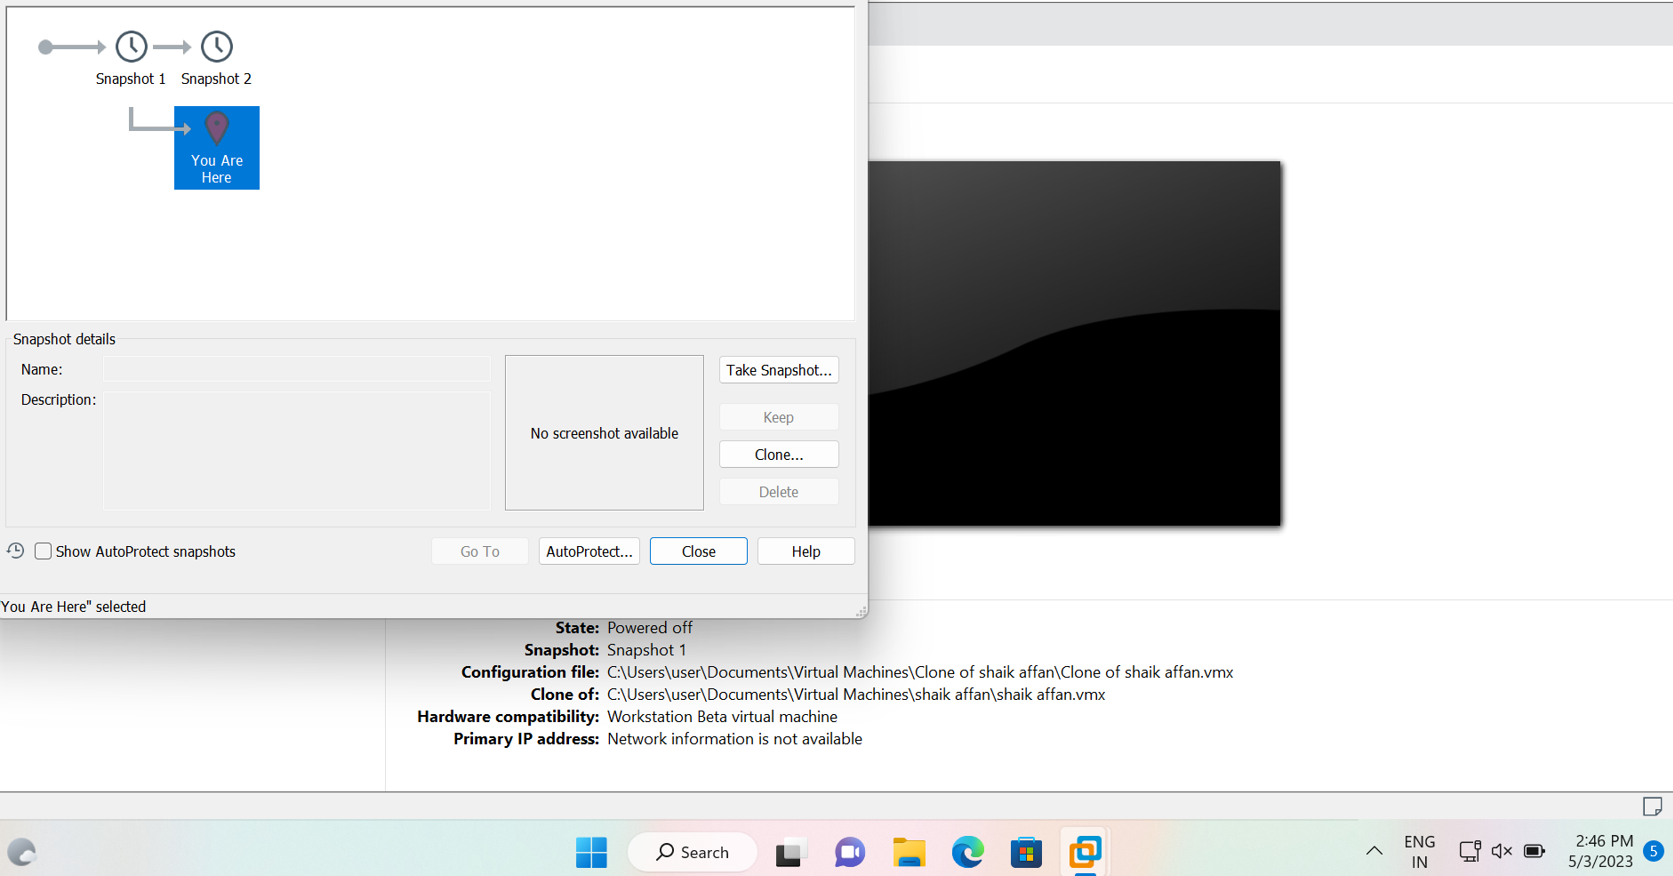 Snapshot 1
Snapshot 2
You Are
Here
Snapshot details
Name:
Description:
No screenshot available
Take Snapshot...
Keep
Clone...
Delete
Show AutoProtect snapshots
Go To
AutoProtect...
Close
Help
You Are Here" selected
State: Powered off
Snapshot: Snapshot 1
Configuration file: C:\Users\user\Documents\Virtual Machines\Clone of shaik affan\Clone of shaik affan.vmx
Clone of: C:\Users\user\Documents\Virtual Machines\shaik affan\shaik affan.vmx
Hardware compatibility: Workstation Beta virtual machine
Primary IP address: Network information is not available
Search
ENG
IN
2:46 PM
5/3/2023
5